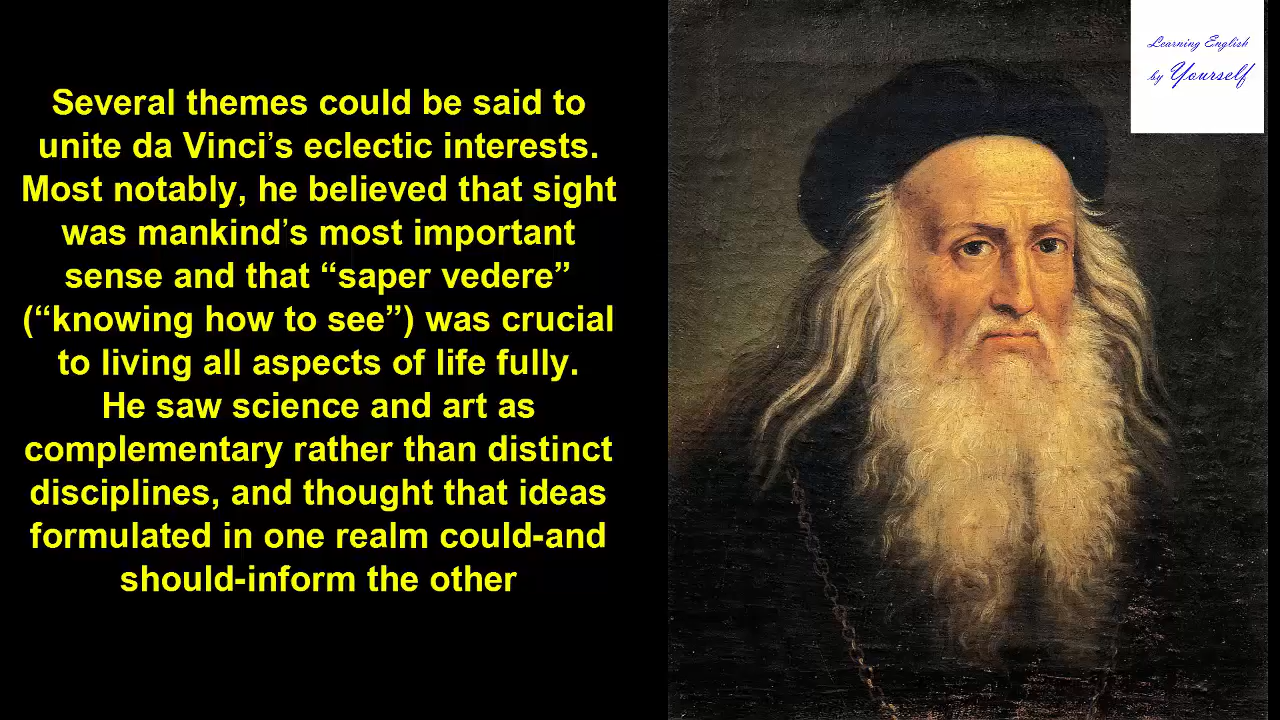 Several themes could be said to
unite da Vinci’s eclectic interests.
Most notably, he believed that sight
was mankind’s most important
sense and that “saper vedere”
(“knowing how to see”) was crucial
to living all aspects of life fully.
He saw science and art as
complementary rather than distinct
disciplines, and thought that ideas
formulated in one realm could-and
should-inform the other
Learning English
by Yourself